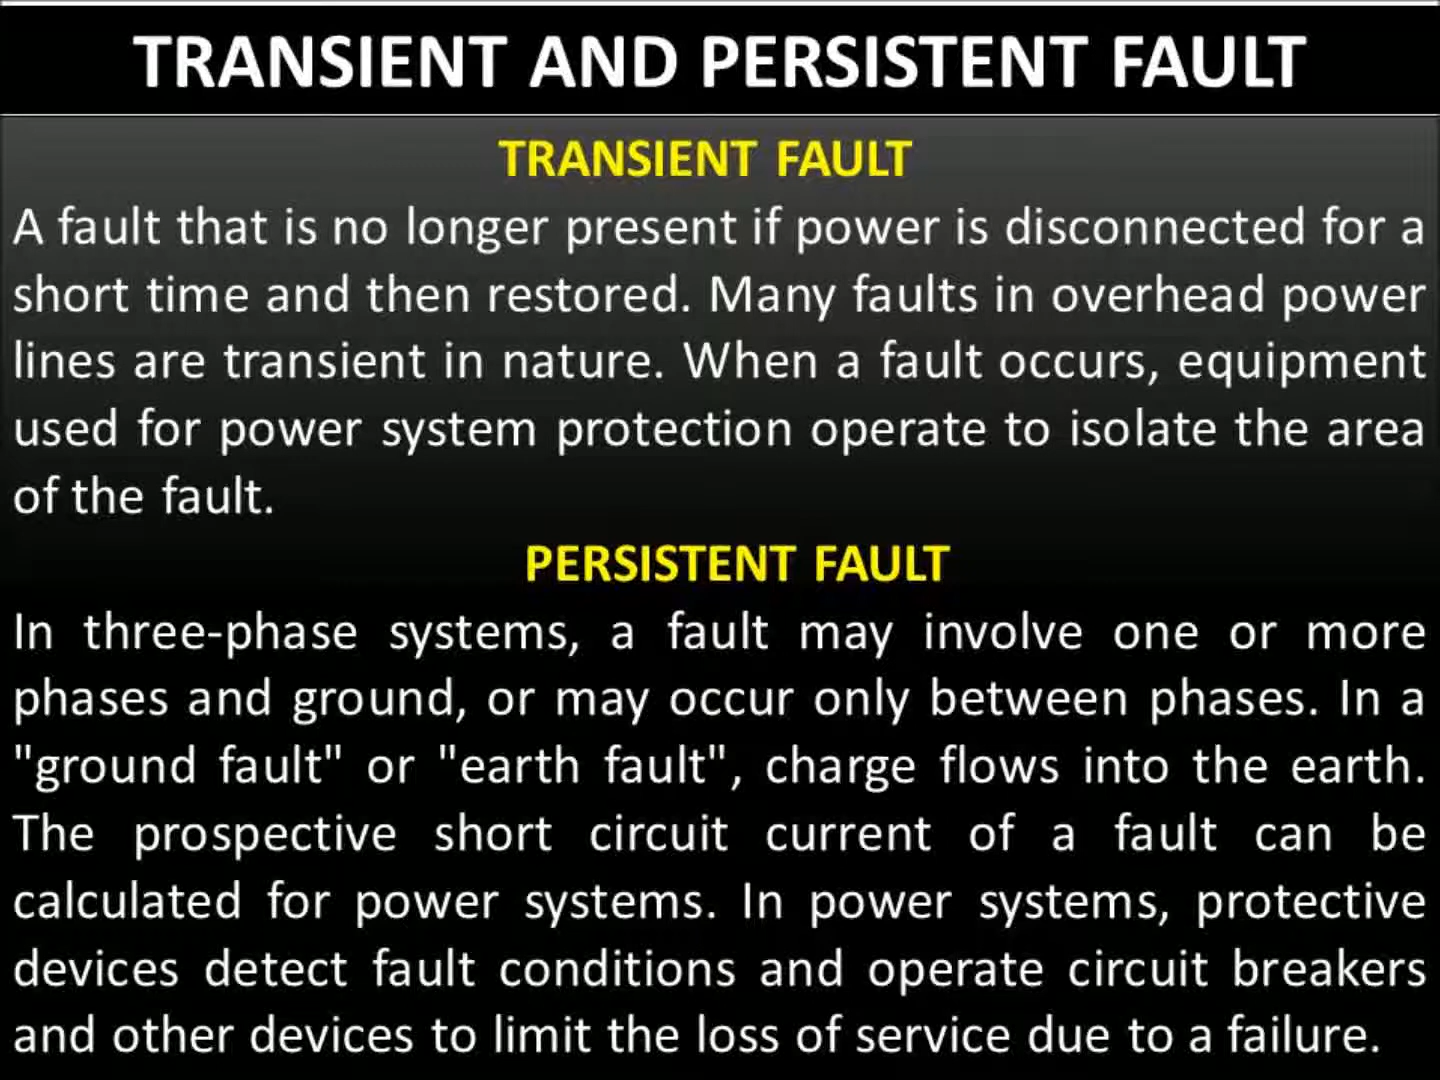 TRANSIENT AND PERSISTENT FAULT
TRANSIENT FAULT
A fault that is no longer present if power is disconnected for a
short time and then restored. Many faults in overhead power
lines are transient in nature. When a fault occurs, equipment
used for power system protection operate to isolate the area
of the fault.
PERSISTENT FAULT
In three-phase systems, a fault may involve one or more
phases and ground, or may occur only between phases. In a
"ground fault" or "earth fault", charge flows into the earth.
The prospective short circuit current of a fault can be
calculated for power systems. In power systems, protective
devices detect fault conditions and operate circuit breakers
and other devices to limit the loss of service due to a failure.